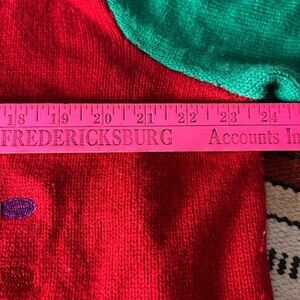 18 19 20 21 22 23 24
FREDERICKSBURG Accounts In